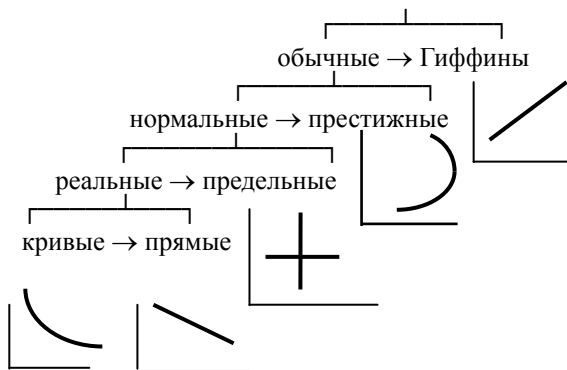 обычные → Гиффины
нормальные → престижные
реальные → предельные
кривые → прямые